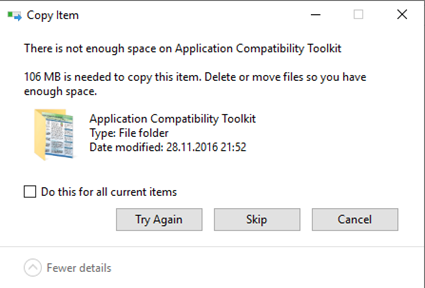 Copy Item
There is not enough space on Application Compatibility Toolkit
106 MB is needed to copy this item. Delete or move files so you have
enough space.
Application Compatibility Toolkit
Type: File folder
Date modified: 28.11.2016 21:52
Do this for all current items
Try Again
Skip
Cancel
Fewer details